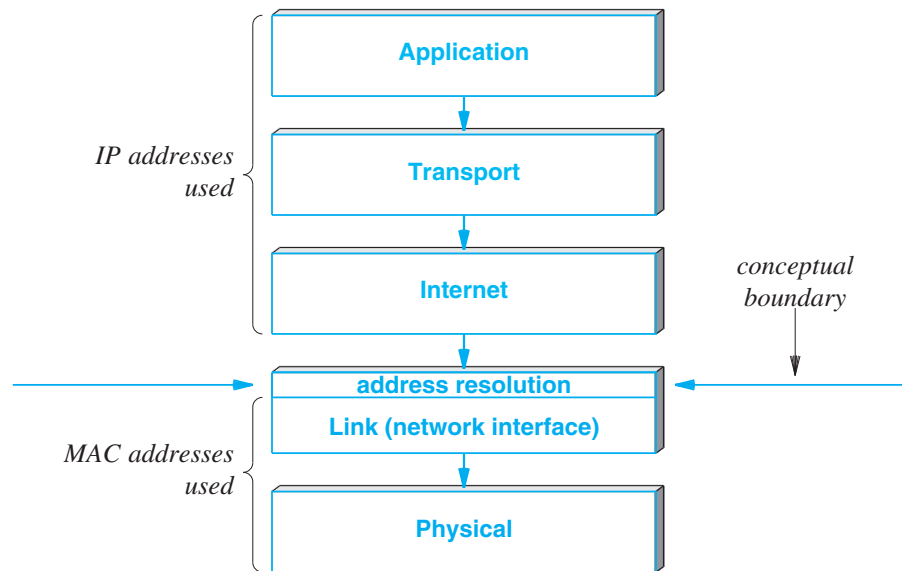 Application
IP addresses
used
Transport
Internet
conceptual
boundary
address resolution
Link (network interface)
MAC addresses
used
Physical